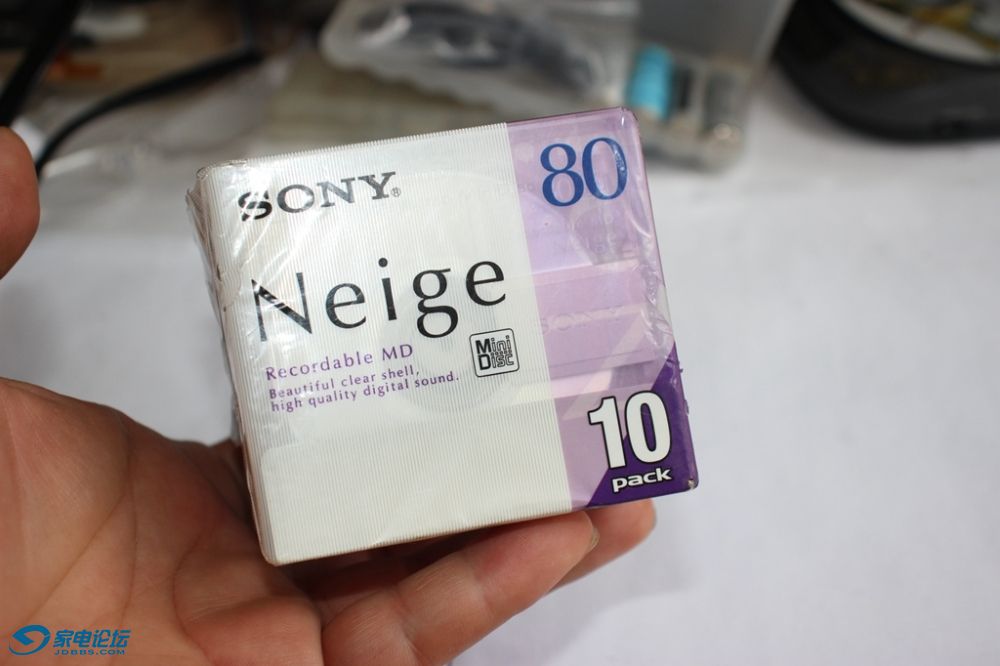 SONY®
80
Neige
Recordable MD
Beautiful clear shell,
high quality digital sound.
Mini
Disc
SONY
10
pack
家电论坛
JDBBS.COM